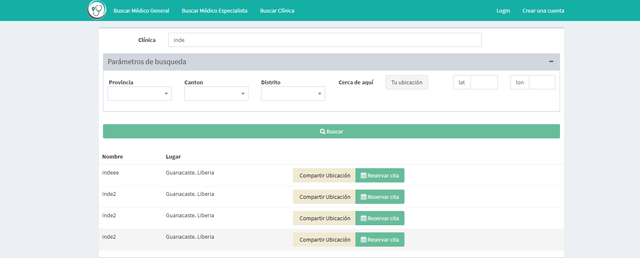 Buscar Médico General Buscar Médico Especialista Buscar Clínica Login Crear una cuenta
Clínica inde
Parámetros de busqueda
Provincia Canton Distrito Cerca de aquí Tu ubicación lat lon
Buscar
Nombre Lugar
indeee Guanacaste, Liberia Compartir Ubicación Reservar cita
Inde2 Guanacaste, Liberia Compartir Ubicación Reservar cita
Inde2 Guanacaste, Liberia Compartir Ubicación Reservar cita
Inde2 Guanacaste, Liberia Compartir Ubicación Reservar cita